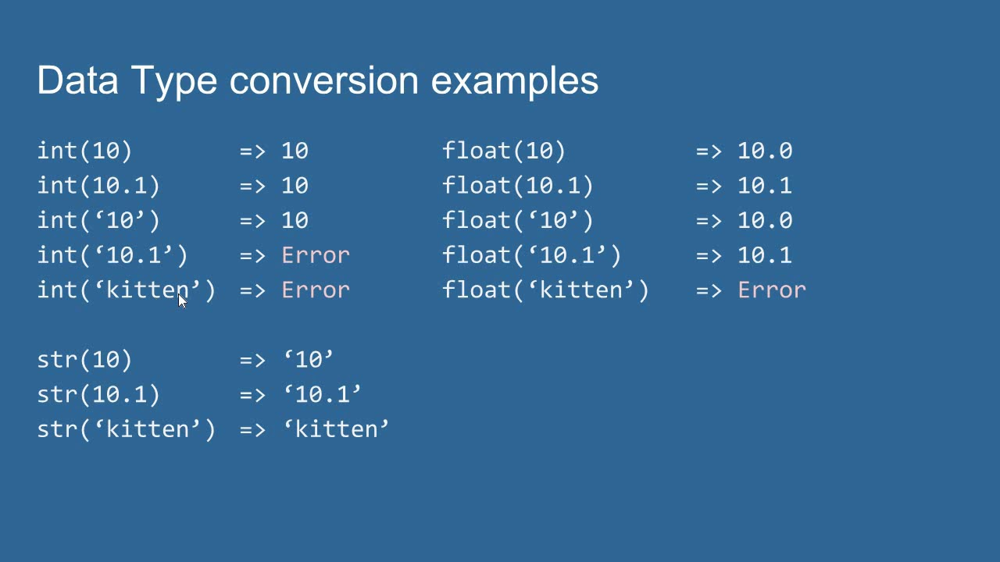 Data Type conversion examples
int(10) => 10 float(10) => 10.0
int(10.1) => 10 float(10.1) => 10.1
int(‘10’) => 10 float(‘10’) => 10.0
int(‘10.1’) => Error float(‘10.1’) => 10.1
int(‘kitten’) => Error float(‘kitten’) => Error
str(10) => ‘10’
str(10.1) => ‘10.1’
str(‘kitten’) => ‘kitten’